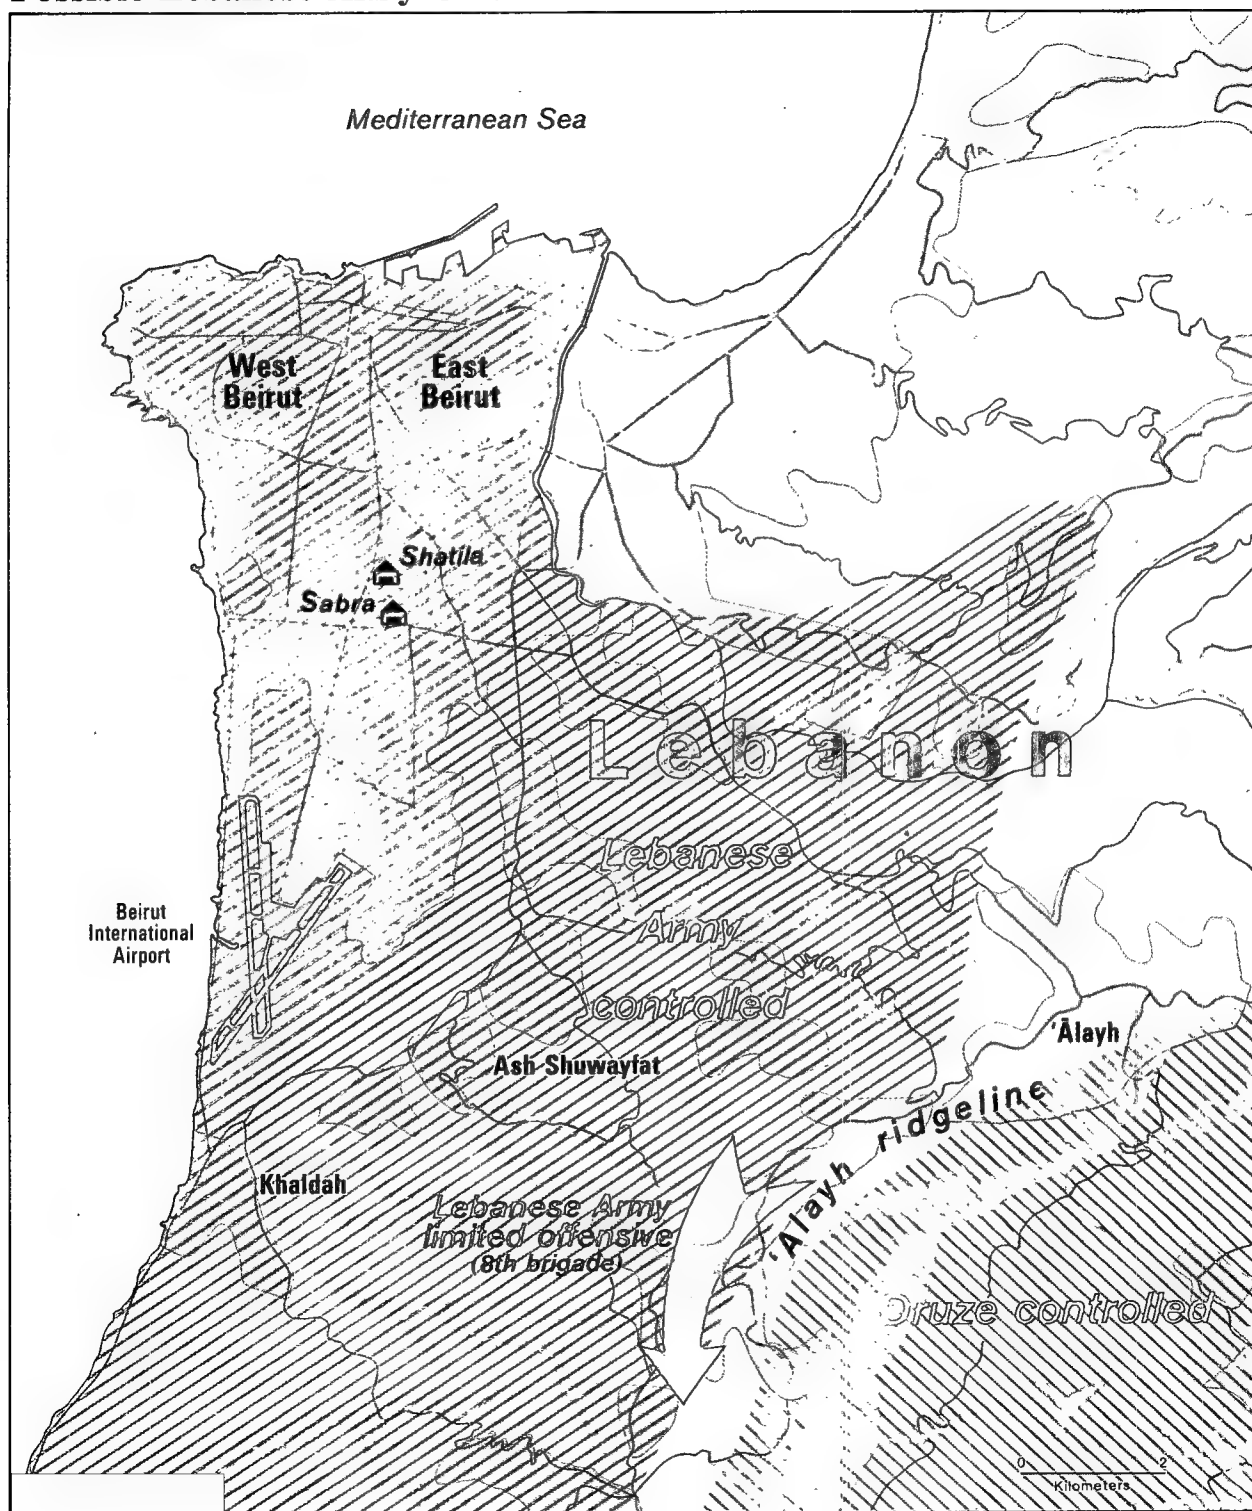 Mediterranean Sea
West
Beirut
East
Beirut
Shatila
Sabra
Lebanon
Lebanese
Army
controlled
Beirut
International
Airport
'Ālayh
Ash Shuwayfat
'Ālayh ridgeline
Khaldah
Lebanese Army
limited offensive
(8th brigade)
Druze controlled
0 2
Kilometers